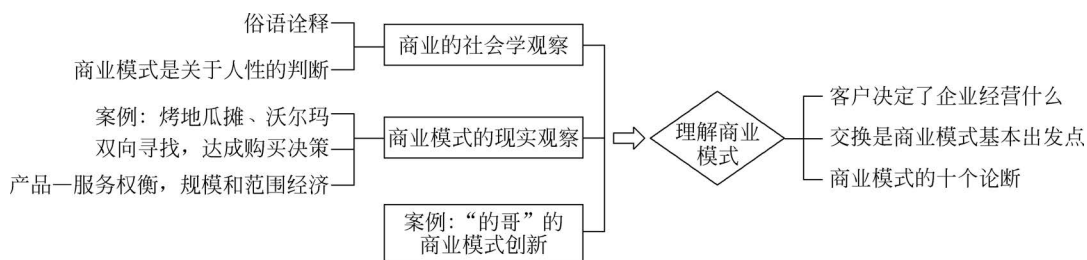 俗语诠释
商业模式是关于人性的判断
商业的社会学观察
案例：烤地瓜摊、沃尔玛
双向寻找，达成购买决策
产品—服务权衡，规模和范围经济
商业模式的现实观察
案例：“的哥”的
商业模式创新
理解商业
模式
客户决定了企业经营什么
交换是商业模式基本出发点
商业模式的十个论断